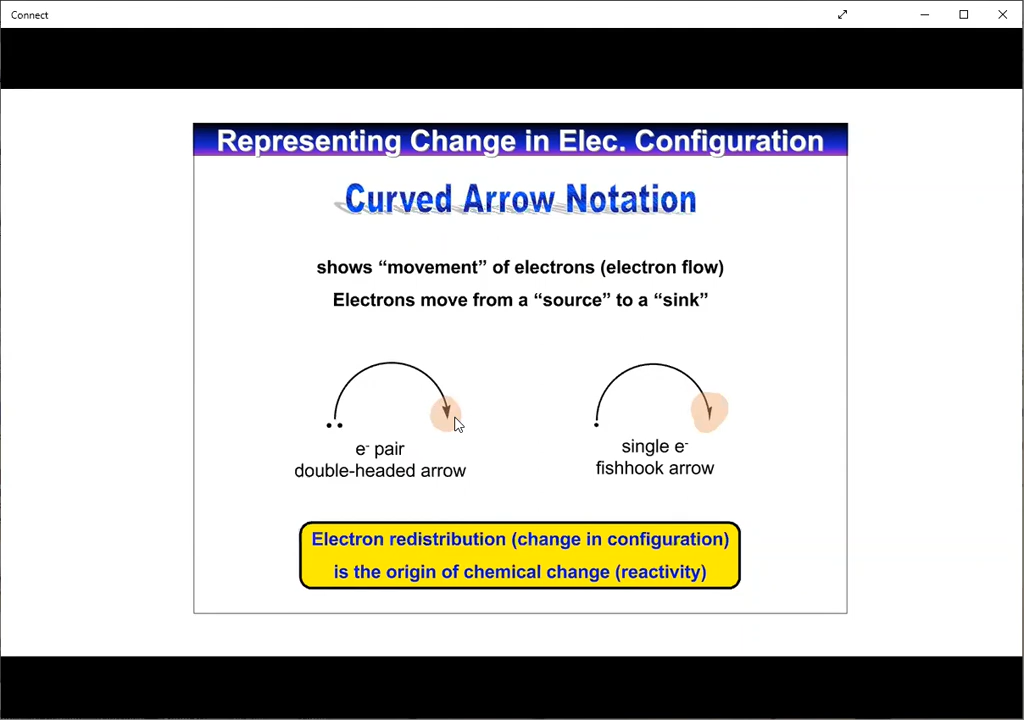 Connect
Representing Change in Elec. Configuration
Curved Arrow Notation
shows “movement” of electrons (electron flow)
Electrons move from a “source” to a “sink”
e⁻ pair
double-headed arrow
single e⁻
fishhook arrow
Electron redistribution (change in configuration)
is the origin of chemical change (reactivity)